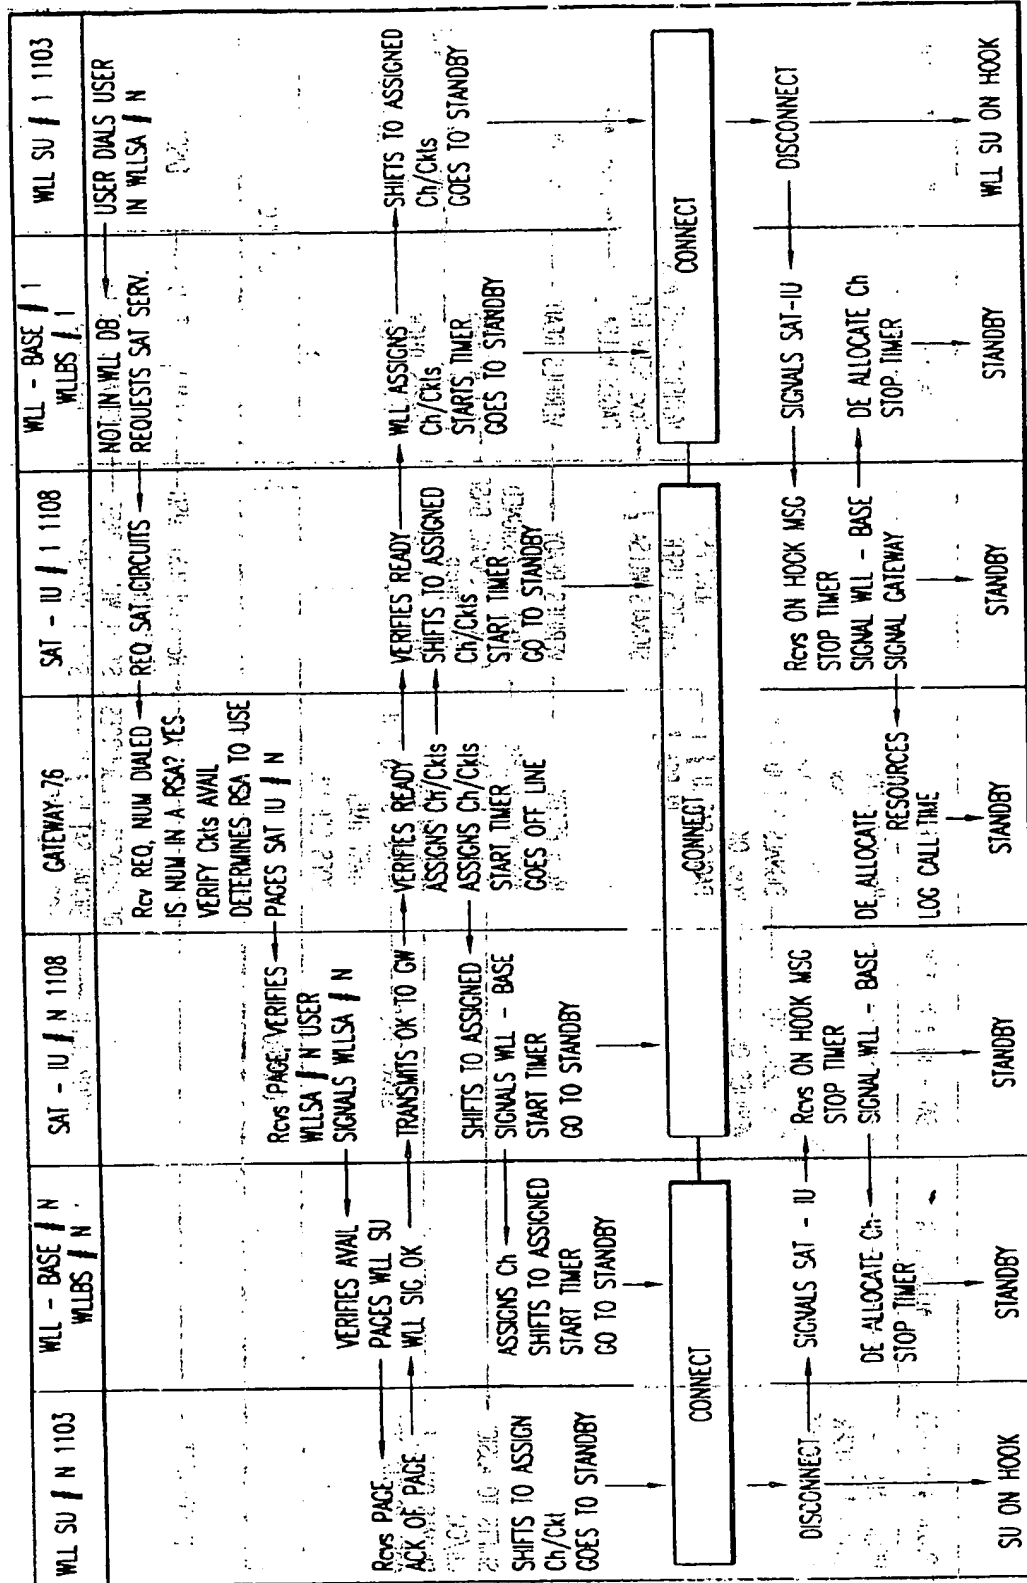 WLL SU / N 1103
WLL - BASE / N
WLLBS / N
SAT - IU / N 1108
GATEWAY-76
SAT - IU / 1 1108
WLL - BASE / 1
WLLBS / 1
WLL SU / 1 1103
USER DIALS USER
IN WLLSA / N
NOT IN WLL DB
REQUESTS SAT SERV.
REQ SAT CIRCUITS
Rcv REQ, NUM DIALED
IS NUM IN A RSA? YES
VERIFY Ckts AVAIL
DETERMINES RSA TO USE
PAGES SAT IU / N
Rcvs PAGE, VERIFIES
WLLSA / N USER
SIGNALS WLLSA / N
VERIFIES AVAIL
PAGES WLL SU
WLL SIG OK
Rcvs PAGE
ACK OF PAGE
TRANSMITS OK TO GW
VERIFIES READY
ASSIGNS Ch/Ckts
ASSIGNS Ch/Ckts
START TIMER
GOES OFF LINE
VERIFIES READY
SHIFTS TO ASSIGNED
Ch/Ckts
START TIMER
GO TO STANDBY
WLL ASSIGNS
Ch/Ckts
STARTS TIMER
GOES TO STANDBY
SHIFTS TO ASSIGNED
Ch/Ckts
GOES TO STANDBY
SHIFTS TO ASSIGNED
SIGNALS WLL - BASE
START TIMER
GO TO STANDBY
ASSIGNS Ch
SHIFTS TO ASSIGNED
START TIMER
GO TO STANDBY
SHIFTS TO ASSIGN
Ch/Ckt
GOES TO STANDBY
CONNECT
CONNECT
CONNECT
DISCONNECT
SIGNALS SAT - IU
Rcvs ON HOOK MSG
STOP TIMER
SIGNAL WLL - BASE
DE ALLOCATE Ch
STOP TIMER
DE ALLOCATE
RESOURCES
LOG CALL TIME
Rcvs ON HOOK MSG
STOP TIMER
SIGNAL WLL - BASE
SIGNAL GATEWAY
SIGNALS SAT-IU
DE ALLOCATE Ch
STOP TIMER
DISCONNECT
SU ON HOOK
STANDBY
STANDBY
STANDBY
STANDBY
STANDBY
WLL SU ON HOOK